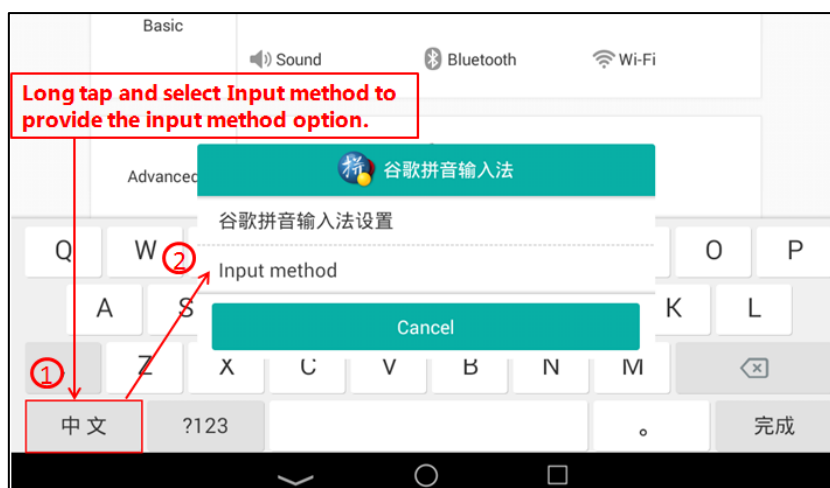 Basic
Sound
Bluetooth
Wi-Fi
Long tap and select Input method to
provide the input method option.
Advanced
拼 谷歌拼音输入法
谷歌拼音输入法设置
Input method
Cancel
Q W O P
2
A S K L
1
Z X C V B N M
中文 ?123 。 完成